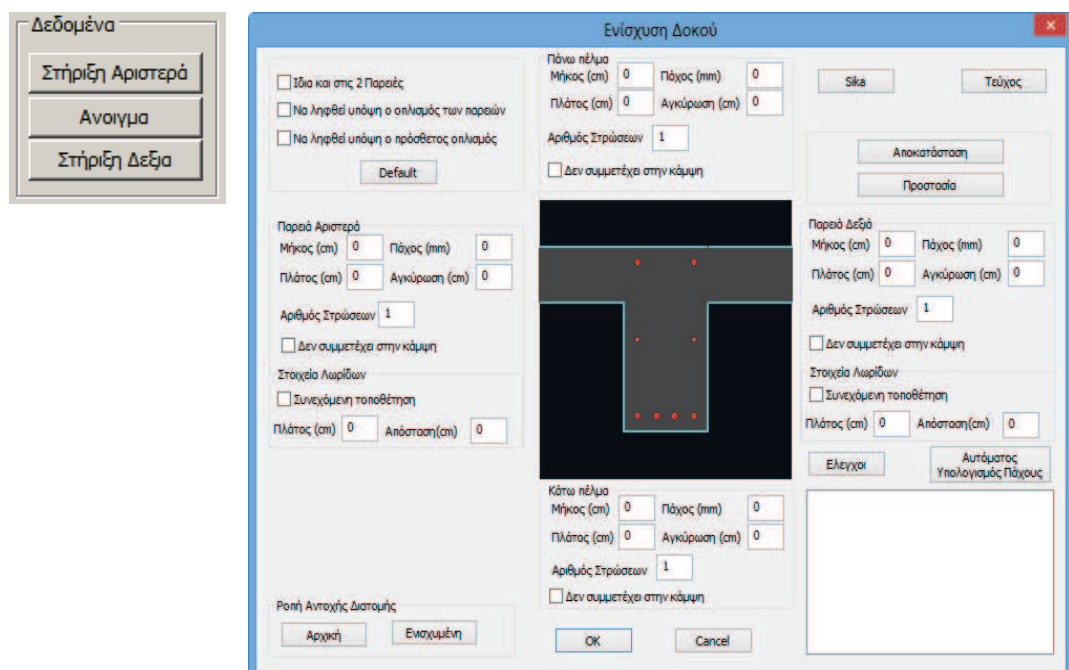 Δεδομένα
Στήριξη Αριστερά
Ανοιγμα
Στήριξη Δεξια
Ενίσχυση Δοκού
Ιδια και στις 2 Παρειές
Να ληφθεί υπόψη ο οπλισμός των παρειών
Να ληφθεί υπόψη ο πρόσθετος οπλισμός
Default
Πάνω πέλμα
Μήκος (cm) 0 Πάχος (mm) 0
Πλάτος (cm) 0 Αγκύρωση (cm) 0
Αριθμός Στρώσεων 1
Δεν συμμετέχει στην κάμψη
Sika Τεύχος
Αποκατάσταση
Προστασία
Παρειά Αριστερά
Μήκος (cm) 0 Πάχος (mm) 0
Πλάτος (cm) 0 Αγκύρωση (cm) 0
Αριθμός Στρώσεων 1
Δεν συμμετέχει στην κάμψη
Στοιχεία Λωρίδων
Συνεχόμενη τοποθέτηση
Πλάτος (cm) 0 Απόσταση(cm) 0
Παρειά Δεξιά
Μήκος (cm) 0 Πάχος (mm) 0
Πλάτος (cm) 0 Αγκύρωση (cm) 0
Αριθμός Στρώσεων 1
Δεν συμμετέχει στην κάμψη
Στοιχεία Λωρίδων
Συνεχόμενη τοποθέτηση
Πλάτος (cm) 0 Απόσταση(cm) 0
Ελεγχοι
Αυτόματος
Υπολογισμός Πάχους
Κάτω πέλμα
Μήκος (cm) 0 Πάχος (mm) 0
Πλάτος (cm) 0 Αγκύρωση (cm) 0
Αριθμός Στρώσεων 1
Δεν συμμετέχει στην κάμψη
Ροπή Αντοχής Διατομής
Αρχική Ενισχυμένη
OK Cancel